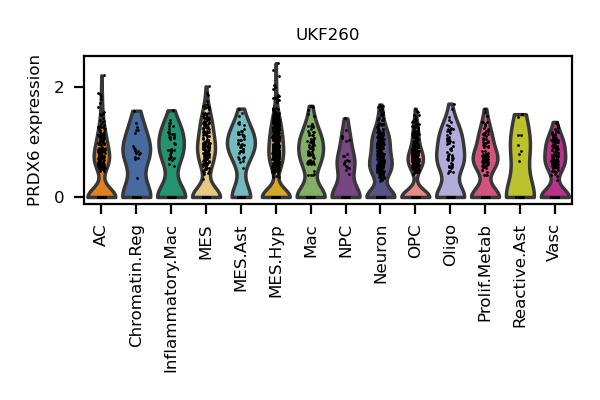 UKF260
PRDX6 expression
2
0
AC
Chromatin.Reg
Inflammatory.Mac
MES
MES.Ast
MES.Hyp
Mac
NPC
Neuron
OPC
Oligo
Prolif.Metab
Reactive.Ast
Vasc